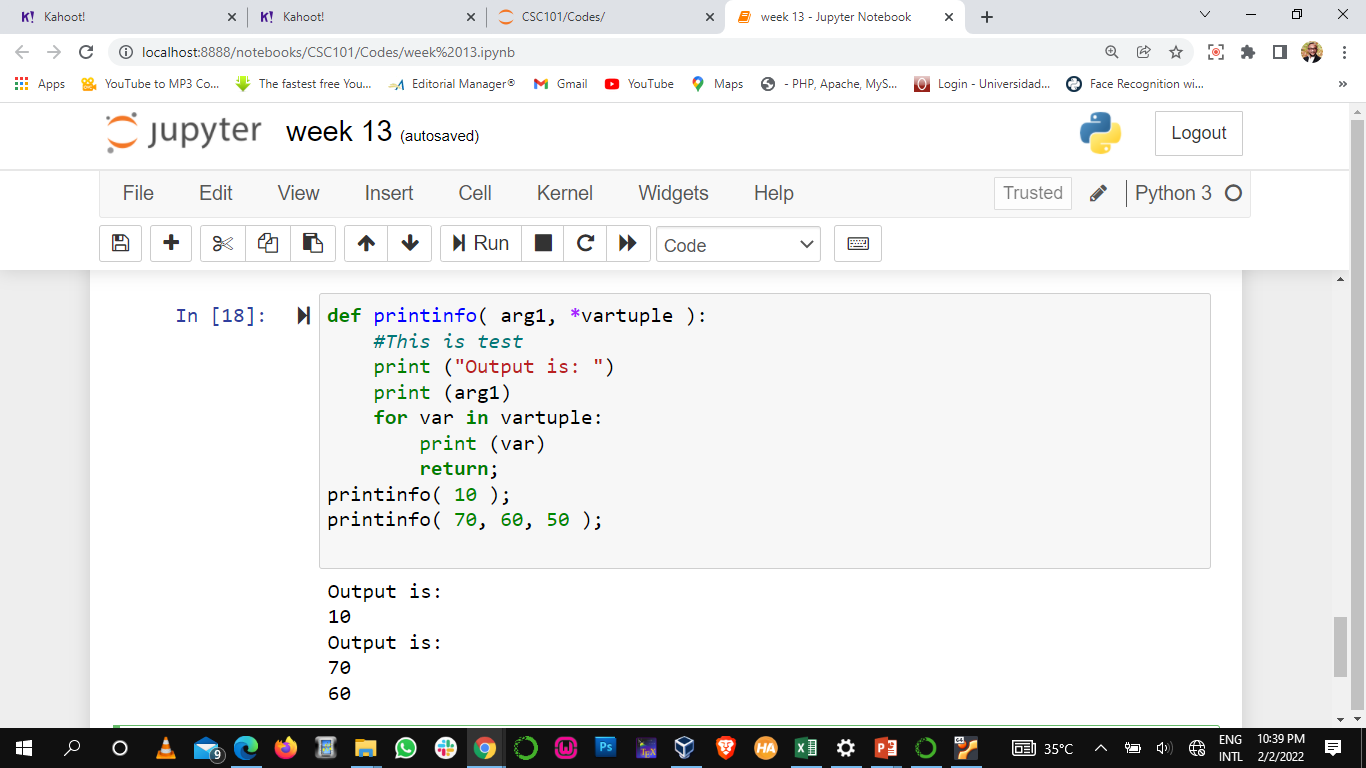 K! Kahoot!
K! Kahoot!
CSC101/Codes/
week 13 - Jupyter Notebook
localhost:8888/notebooks/CSC101/Codes/week%2013.ipynb
Apps YouTube to MP3 Co... The fastest free You... Editorial Manager® Gmail YouTube Maps - PHP, Apache, MyS... Login - Universidad... Face Recognition wi... »
jupyter week 13 (autosaved) Logout
File Edit View Insert Cell Kernel Widgets Help Trusted Python 3
Run Code
In [18]: def printinfo( arg1, *vartuple ):
    #This is test
    print ("Output is: ")
    print (arg1)
    for var in vartuple:
        print (var)
        return;
printinfo( 10 );
printinfo( 70, 60, 50 );
Output is:
10
Output is:
70
60
9 Ps HA 64 35°C ENG 10:39 PM
INTL 2/2/2022